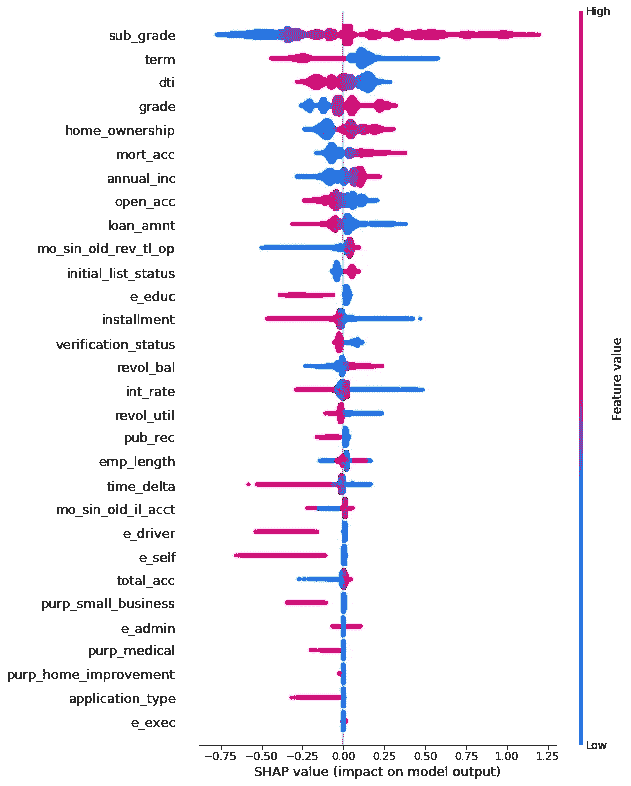 High
sub_grade
term
dti
grade
home_ownership
mort_acc
annual_inc
open_acc
loan_amnt
mo_sin_old_rev_tl_op
initial_list_status
e_educ
installment
verification_status
revol_bal
int_rate
revol_util
pub_rec
emp_length
time_delta
mo_sin_old_il_acct
e_driver
e_self
total_acc
purp_small_business
e_admin
purp_medical
purp_home_improvement
application_type
e_exec
Feature value
Low
−0.75 −0.50 −0.25 0.00 0.25 0.50 0.75 1.00 1.25
SHAP value (impact on model output)